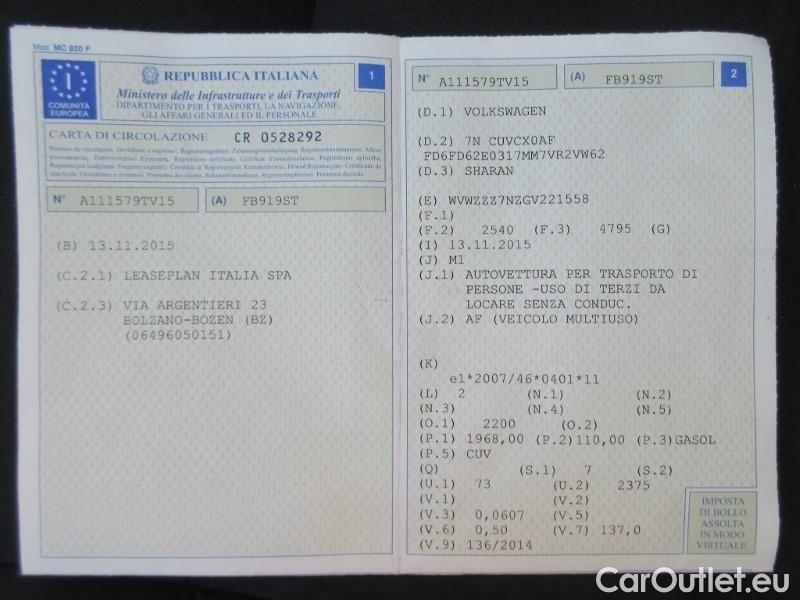 Mod. MC 820 F
I
COMUNITÀ
EUROPEA
REPUBBLICA ITALIANA
1
Ministero delle Infrastrutture e dei Trasporti
DIPARTIMENTO PER I TRASPORTI, LA NAVIGAZIONE,
GLI AFFARI GENERALI ED IL PERSONALE
CARTA DI CIRCOLAZIONE CR 0528292
N° A111579TV15 (A) FB919ST
(B) 13.11.2015
(C.2.1) LEASEPLAN ITALIA SPA
(C.2.3) VIA ARGENTIERI 23
BOLZANO-BOZEN (BZ)
(06496050151)
N° A111579TV15 (A) FB919ST 2
(D.1) VOLKSWAGEN
(D.2) 7N CUVCX0AF
FD6FD62E0317MM7VR2VW62
(D.3) SHARAN
(E) WVWZZZ7NZGV221558
(F.1)
(F.2) 2540 (F.3) 4795 (G)
(I) 13.11.2015
(J) M1
(J.1) AUTOVETTURA PER TRASPORTO DI
PERSONE -USO DI TERZI DA
LOCARE SENZA CONDUC.
(J.2) AF (VEICOLO MULTIUSO)
(K)
e1*2007/46*0401*11
(L) 2 (N.1) (N.2)
(N.3) (N.4) (N.5)
(O.1) 2200 (O.2)
(P.1) 1968,00 (P.2)110,00 (P.3)GASOL
(P.5) CUV
(Q) (S.1) 7 (S.2)
(U.1) 73 (U.2) 2375
(V.1) (V.2)
(V.3) 0,0607 (V.5)
(V.6) 0,50 (V.7) 137,0
(V.9) 136/2014
IMPOSTA
DI BOLLO
ASSOLTA
IN MODO
VIRTUALE
CarOutlet.eu